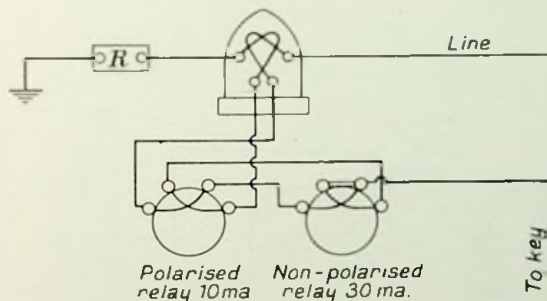 R
Line
Polarised Non-polarised
relay 10ma relay 30 ma.
To key